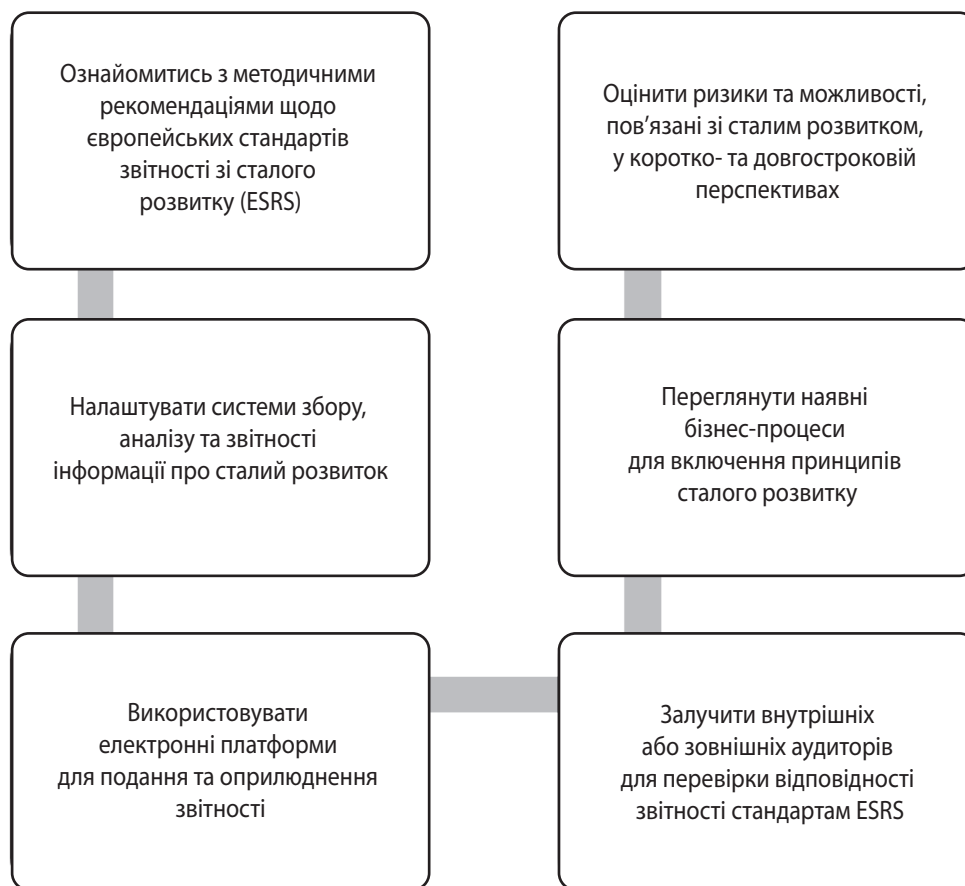 Ознайомитись з методичними
рекомендаціями щодо
європейських стандартів
звітності зі сталого
розвитку (ESRS)
Налаштувати системи збору,
аналізу та звітності
інформації про сталий розвиток
Використовувати
електронні платформи
для подання та оприлюднення
звітності
Залучити внутрішніх
або зовнішніх аудиторів
для перевірки відповідності
звітності стандартам ESRS
Переглянути наявні
бізнес-процеси
для включення принципів
сталого розвитку
Оцінити ризики та можливості,
пов’язані зі сталим розвитком,
у коротко- та довгостроковій
перспективах